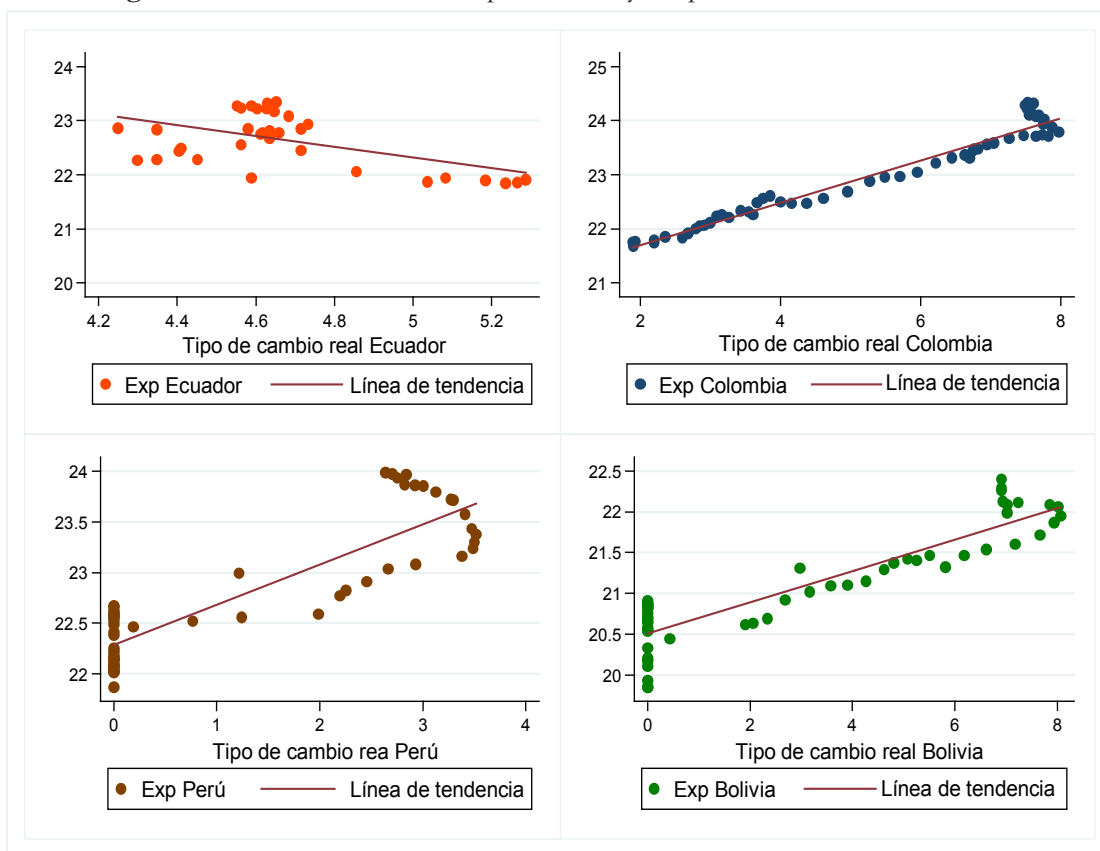 24
23
22
21
20
4.2 4.4 4.6 4.8 5 5.2
Tipo de cambio real Ecuador
Exp Ecuador Línea de tendencia
25
24
23
22
21
2 4 6 8
Tipo de cambio real Colombia
Exp Colombia Línea de tendencia
24
23.5
23
22.5
22
0 1 2 3 4
Tipo de cambio rea Perú
Exp Perú Línea de tendencia
22.5
22
21.5
21
20.5
20
0 2 4 6 8
Tipo de cambio real Bolivia
Exp Bolivia Línea de tendencia